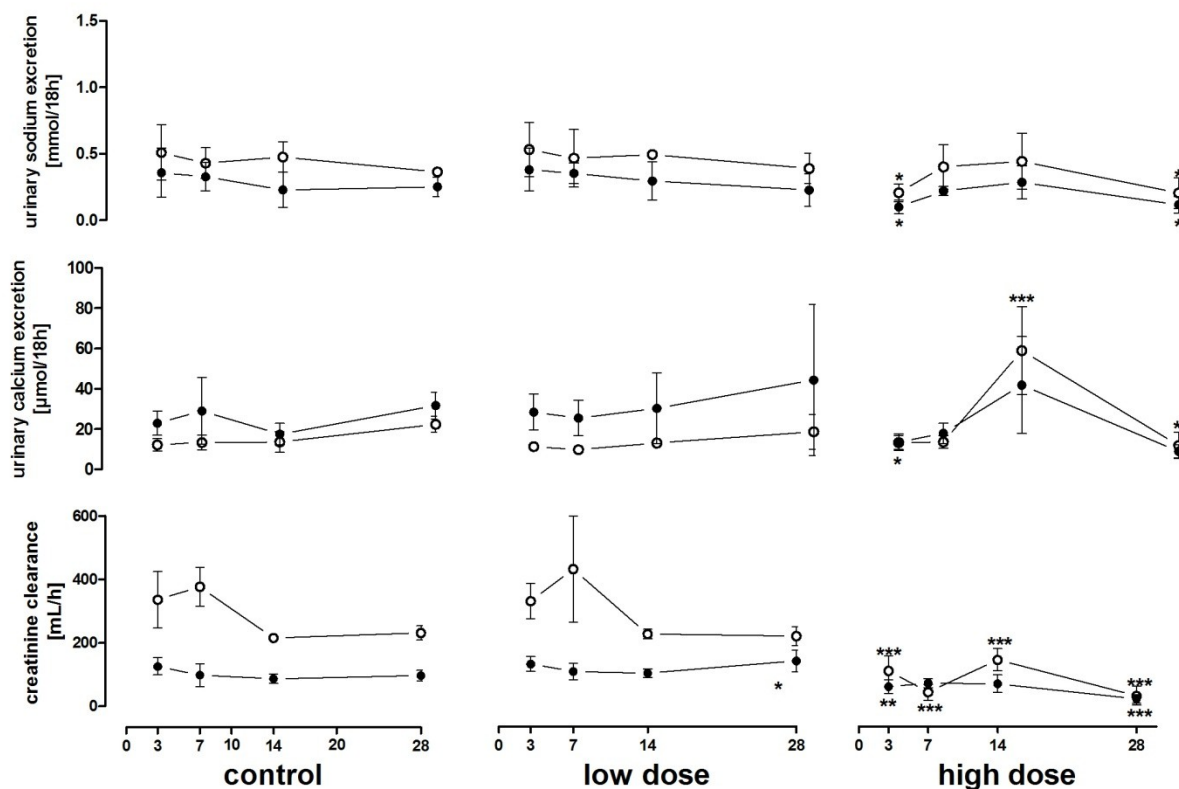 urinary sodium excretion
[mmol/18h]
1.5
1.0
0.5
0.0
*
*
*
*
urinary calcium excretion
[µmol/18h]
100
80
60
40
20
0
***
*
*
creatinine clearance
[mL/h]
600
400
200
0
*
***
**
***
***
***
***
0 3 7 10 14 20 28
0 3 7 14 28
0 3 7 14 28
control low dose high dose